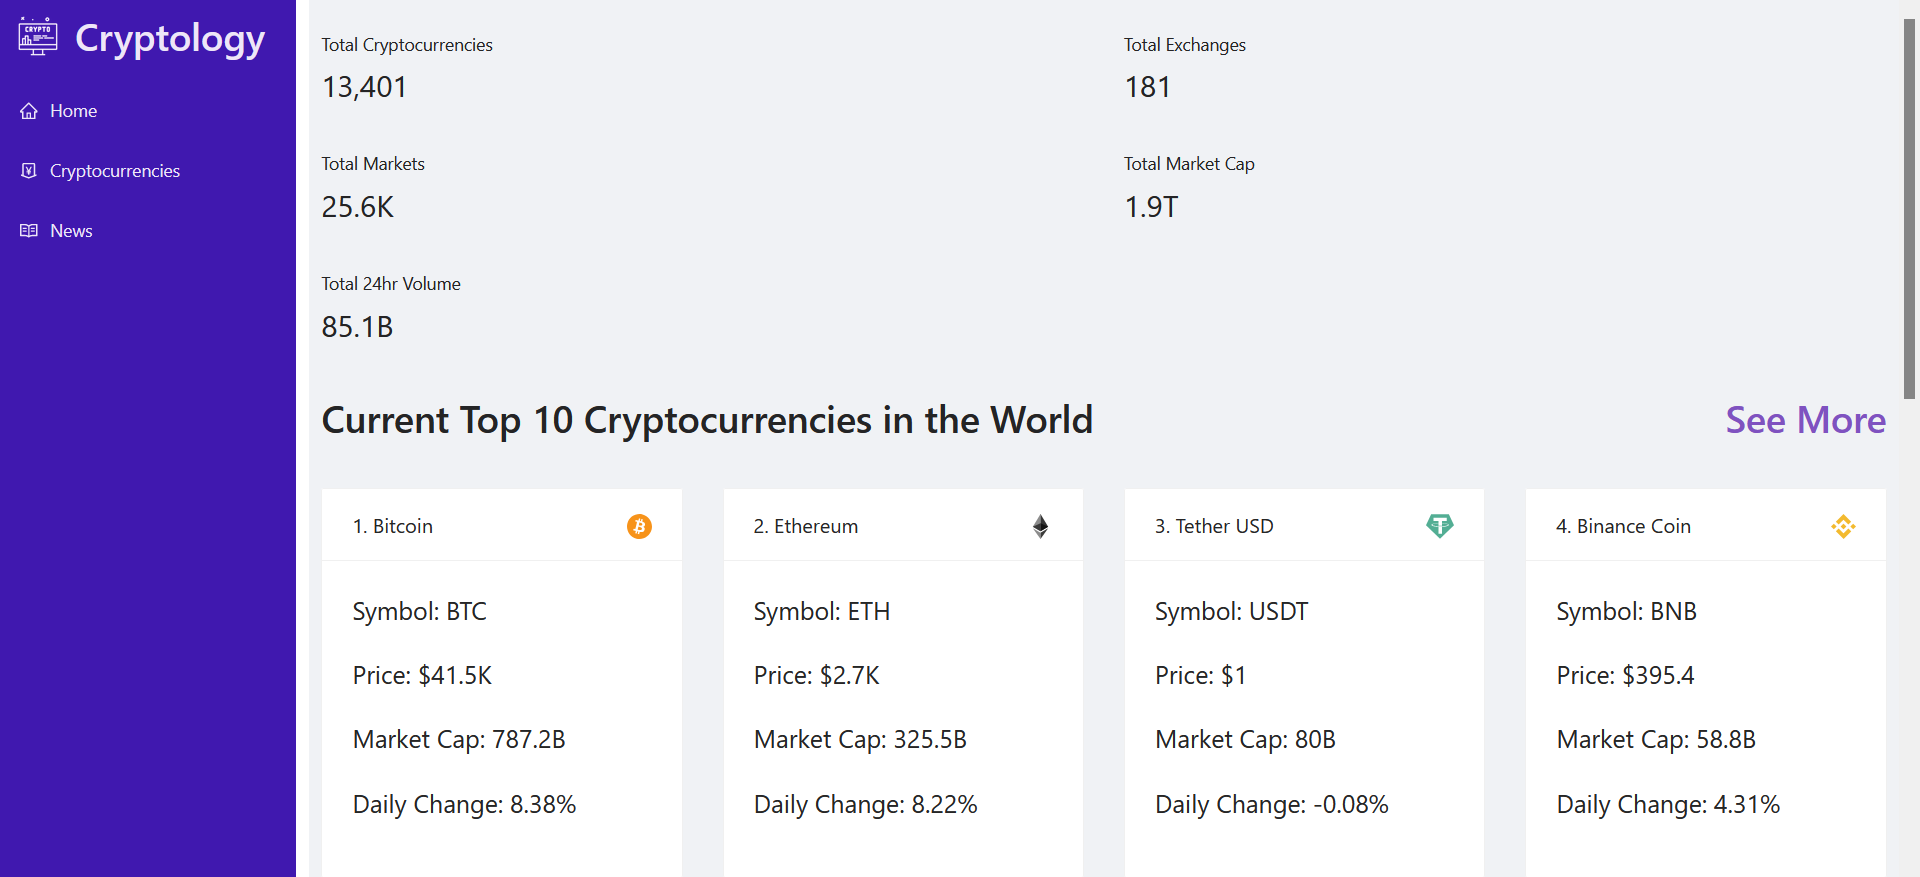 CRYPTO
Cryptology
Home
Cryptocurrencies
News
Total Cryptocurrencies
13,401
Total Exchanges
181
Total Markets
25.6K
Total Market Cap
1.9T
Total 24hr Volume
85.1B
Current Top 10 Cryptocurrencies in the World
See More
1. Bitcoin
Symbol: BTC
Price: $41.5K
Market Cap: 787.2B
Daily Change: 8.38%
2. Ethereum
Symbol: ETH
Price: $2.7K
Market Cap: 325.5B
Daily Change: 8.22%
3. Tether USD
Symbol: USDT
Price: $1
Market Cap: 80B
Daily Change: -0.08%
4. Binance Coin
Symbol: BNB
Price: $395.4
Market Cap: 58.8B
Daily Change: 4.31%